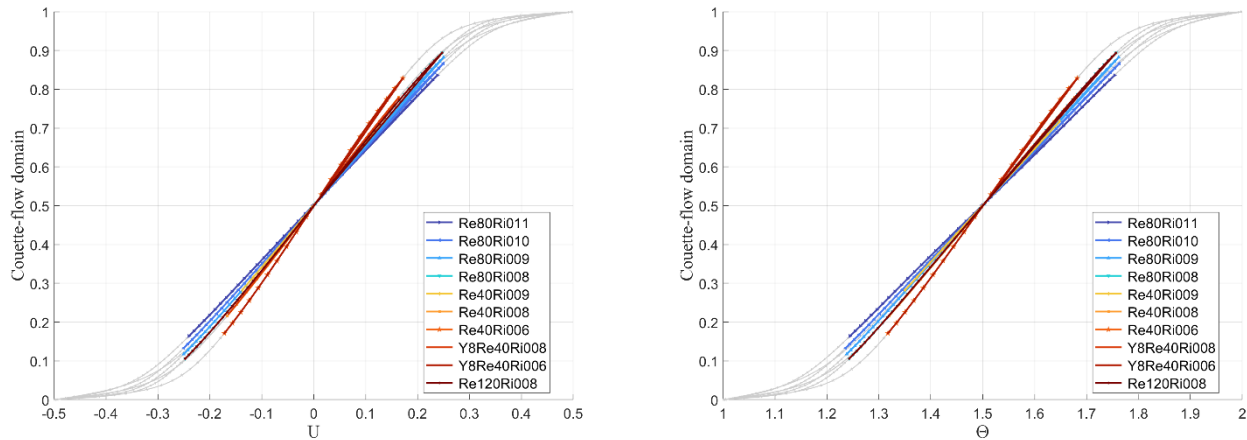 1
0.9
0.8
0.7
0.6
0.5
0.4
0.3
0.2
0.1
0
Couette-flow domain
-0.5 -0.4 -0.3 -0.2 -0.1 0 0.1 0.2 0.3 0.4 0.5
U
Re80Ri011
Re80Ri010
Re80Ri009
Re80Ri008
Re40Ri009
Re40Ri008
Re40Ri006
Y8Re40Ri008
Y8Re40Ri006
Re120Ri008
1
0.9
0.8
0.7
0.6
0.5
0.4
0.3
0.2
0.1
0
Couette-flow domain
1 1.1 1.2 1.3 1.4 1.5 1.6 1.7 1.8 1.9 2
Θ
Re80Ri011
Re80Ri010
Re80Ri009
Re80Ri008
Re40Ri009
Re40Ri008
Re40Ri006
Y8Re40Ri008
Y8Re40Ri006
Re120Ri008